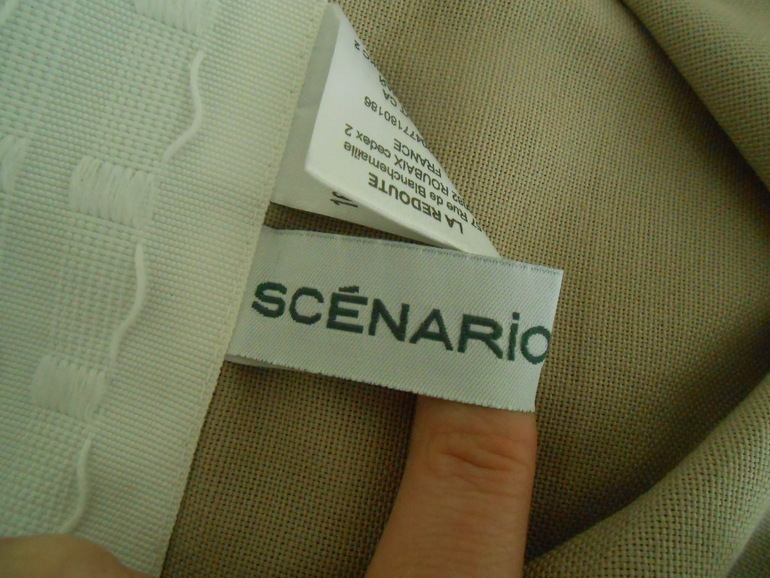 SCÉNARiO
LA REDOUTE
Rue de Blanchemaille
ROUBAIX cedex 2
FRANCE